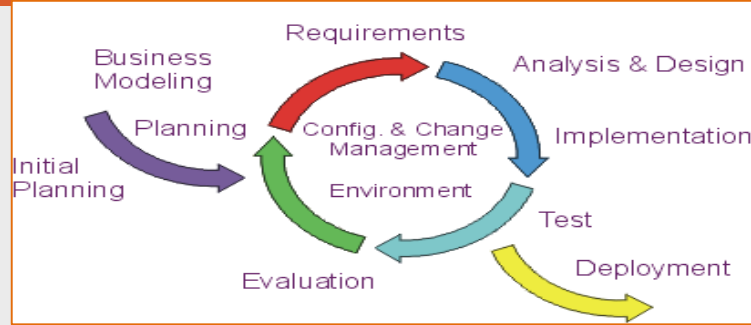 Requirements
Business
Modeling
Analysis & Design
Planning
Config. & Change
Management
Implementation
Initial
Planning
Environment
Test
Evaluation
Deployment